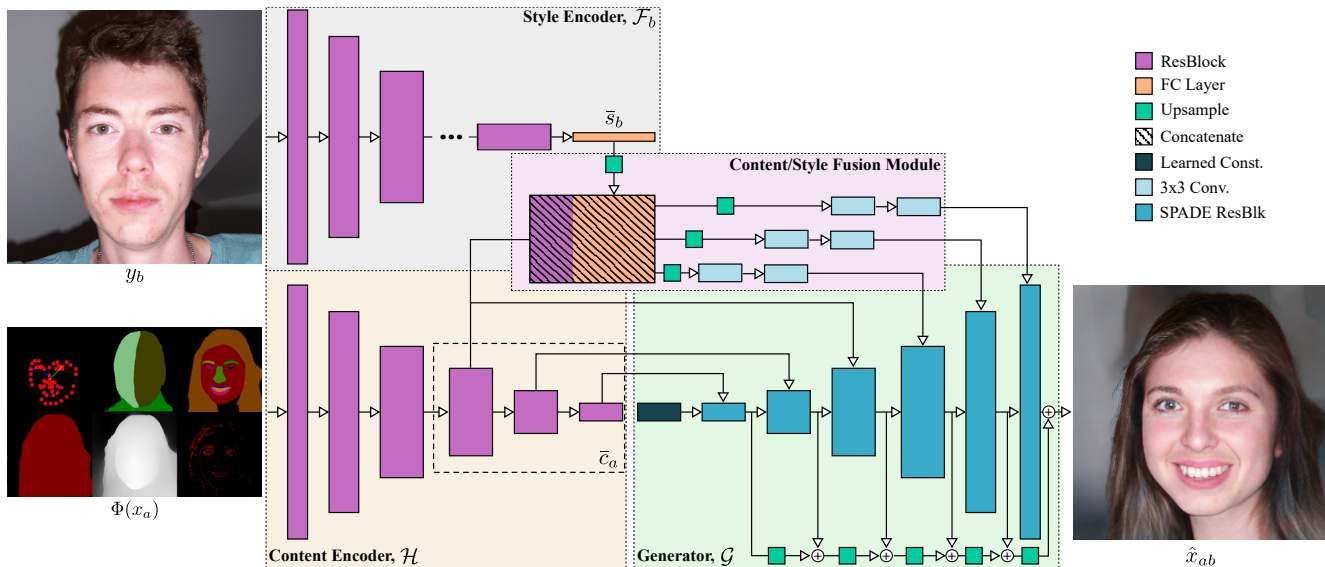 Style Encoder, ℱ_b
s̄_b
Content/Style Fusion Module
y_b
Φ(x_a)
c̄_a
Content Encoder, ℋ
Generator, 𝒢
x̂_ab
ResBlock
FC Layer
Upsample
Concatenate
Learned Const.
3x3 Conv.
SPADE ResBlk